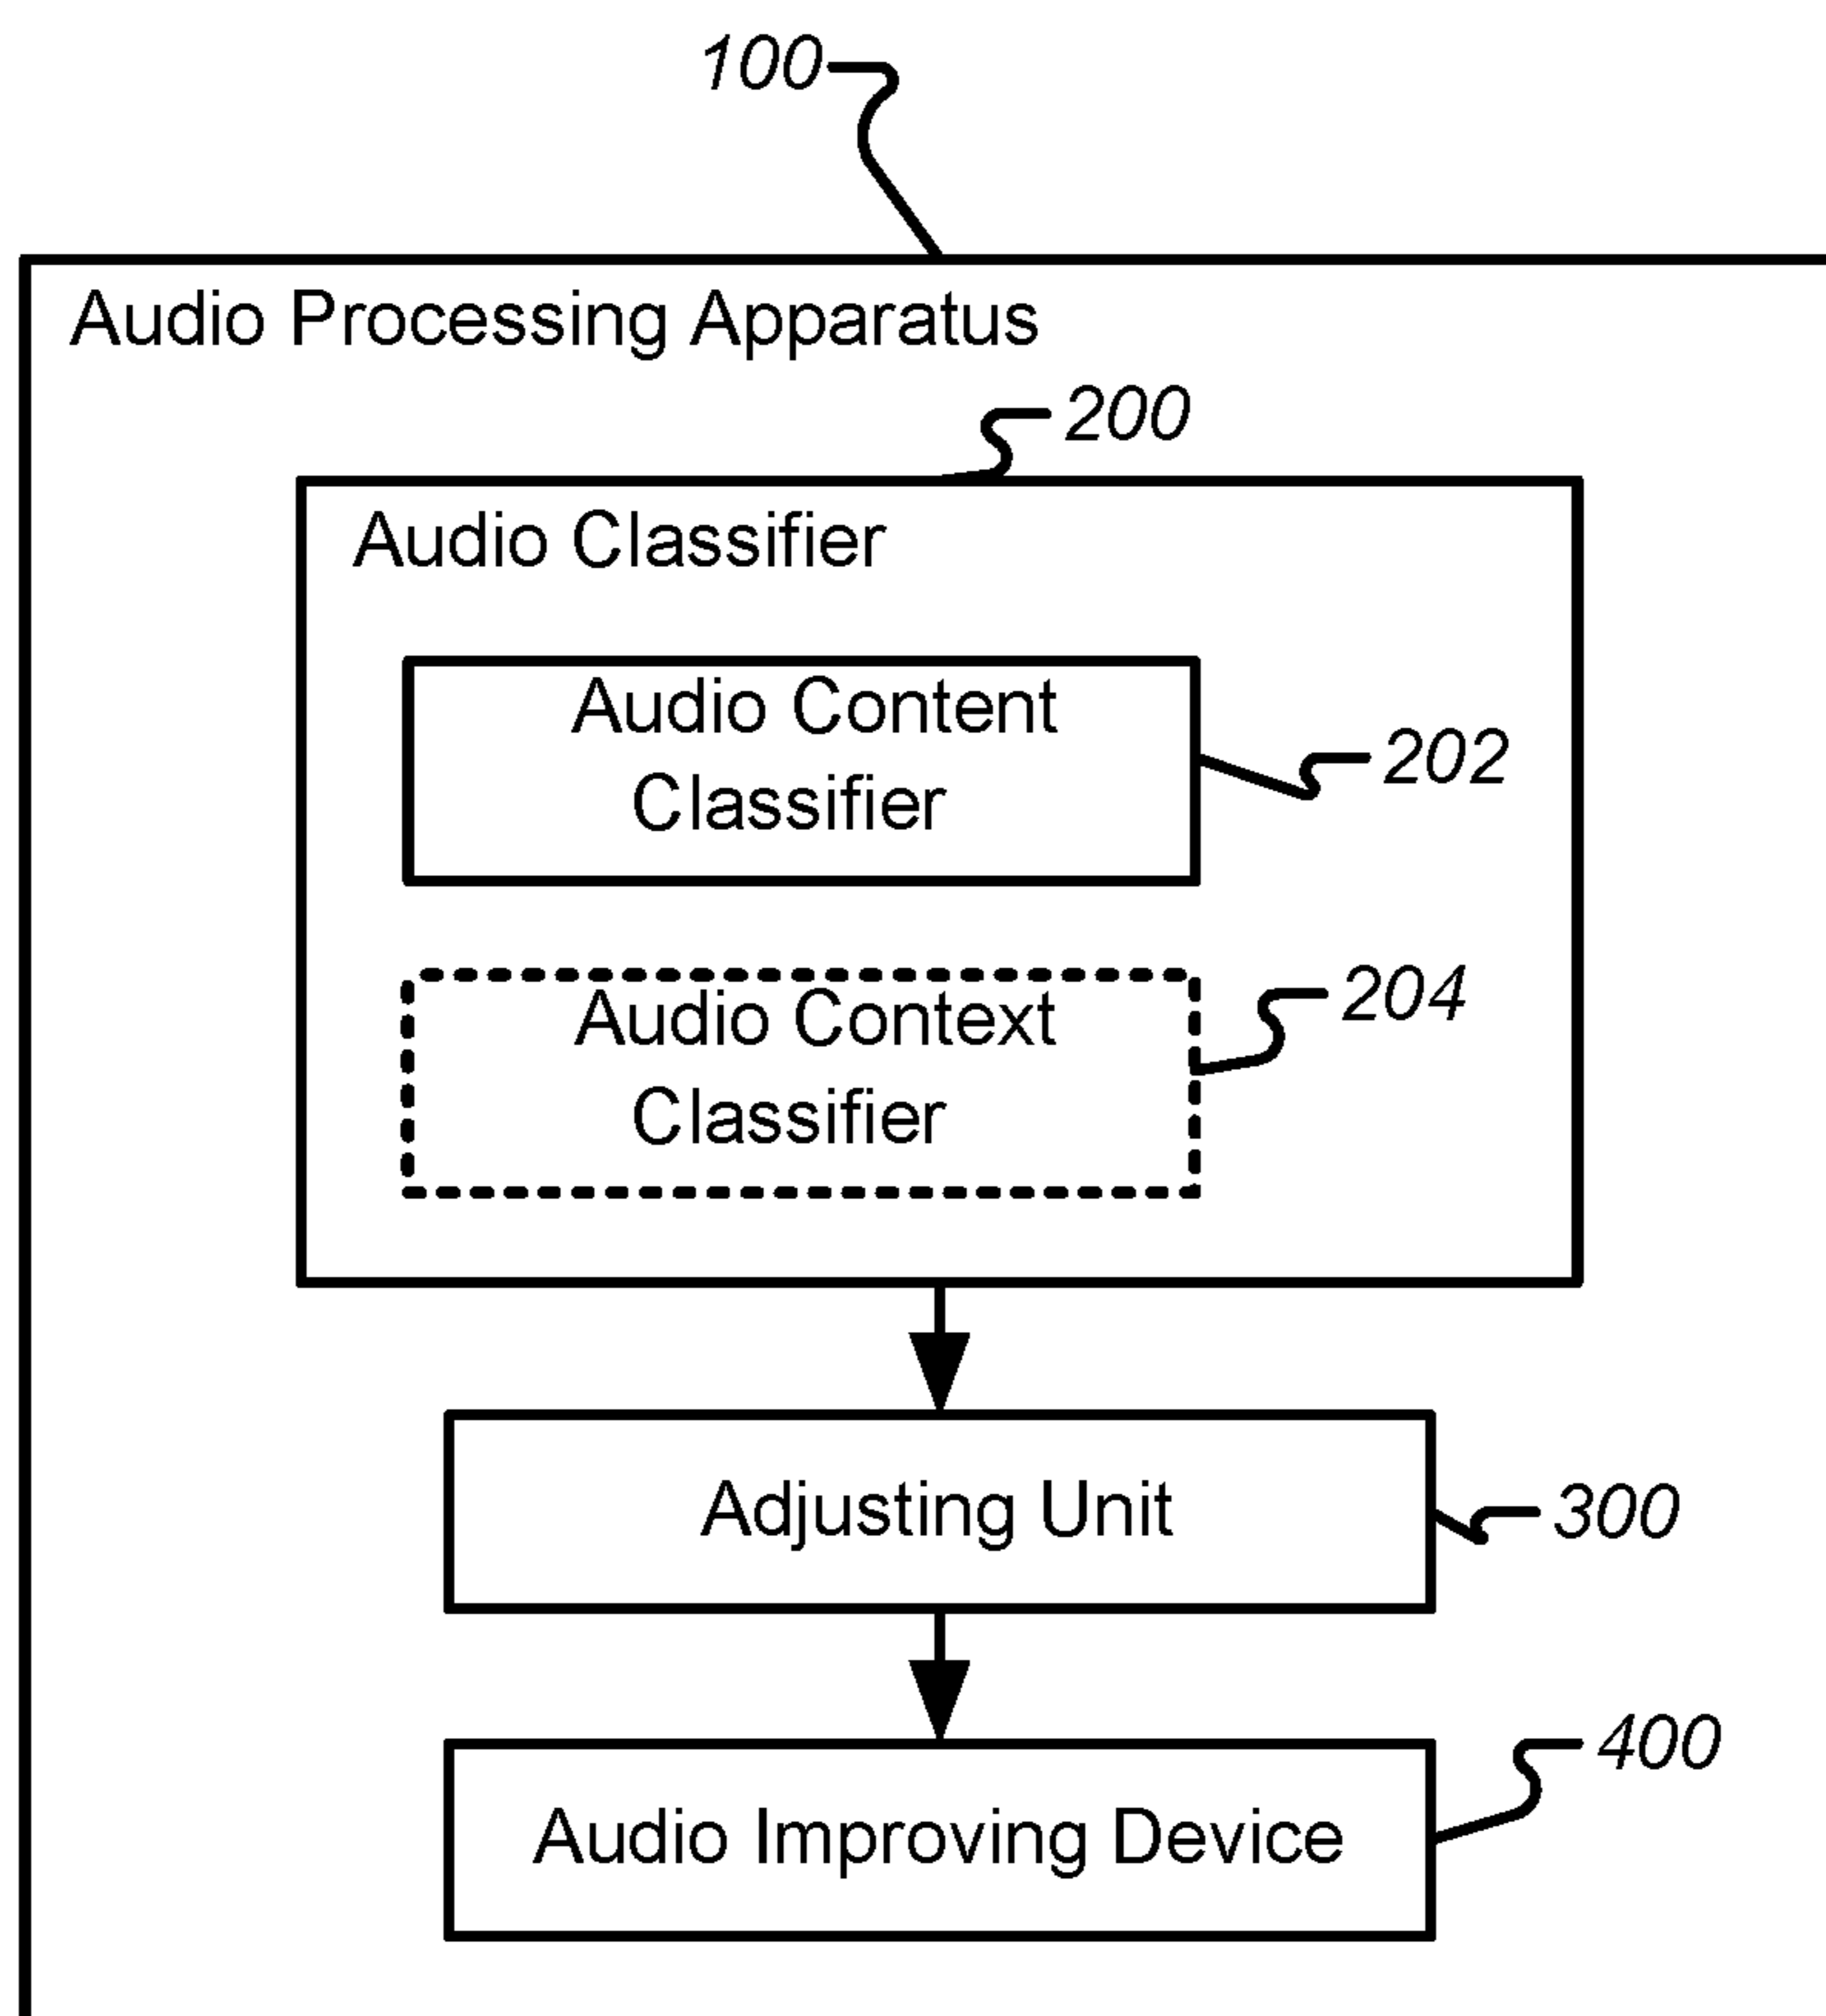 100
Audio Processing Apparatus
200
Audio Classifier
Audio Content
Classifier
202
Audio Context
Classifier
204
Adjusting Unit
300
Audio Improving Device
400